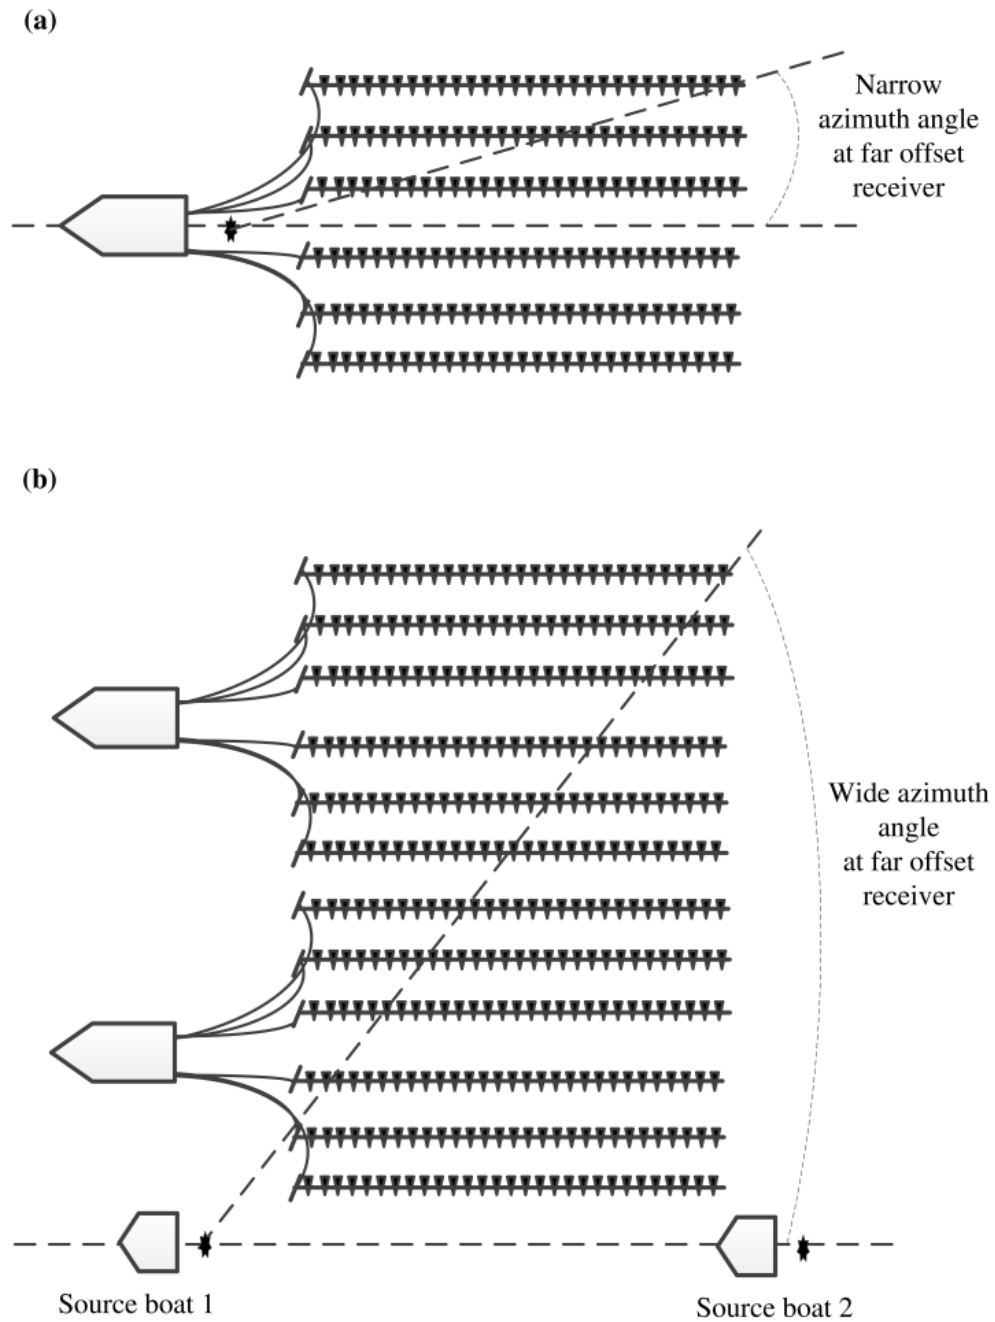 (a)
Narrow
azimuth angle
at far offset
receiver
(b)
Wide azimuth
angle
at far offset
receiver
Source boat 1
Source boat 2